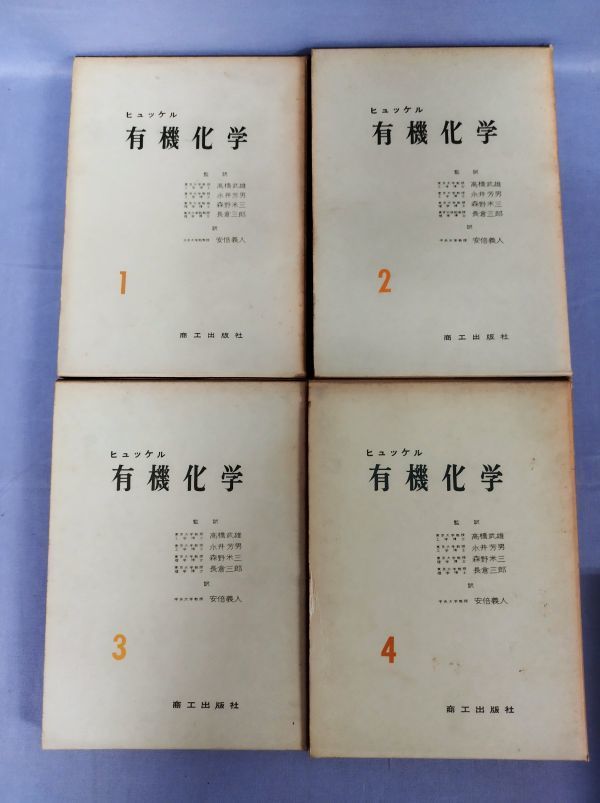 ヒュッケル
有機化学
監訳
高橋武雄
永井芳男
森野米三
長倉三郎
訳
安倍義人
1
商工出版社
ヒュッケル
有機化学
監訳
高橋武雄
永井芳男
森野米三
長倉三郎
訳
安倍義人
2
商工出版社
ヒュッケル
有機化学
監訳
高橋武雄
永井芳男
森野米三
長倉三郎
訳
安倍義人
3
商工出版社
ヒュッケル
有機化学
監訳
高橋武雄
永井芳男
森野米三
長倉三郎
訳
安倍義人
4
商工出版社